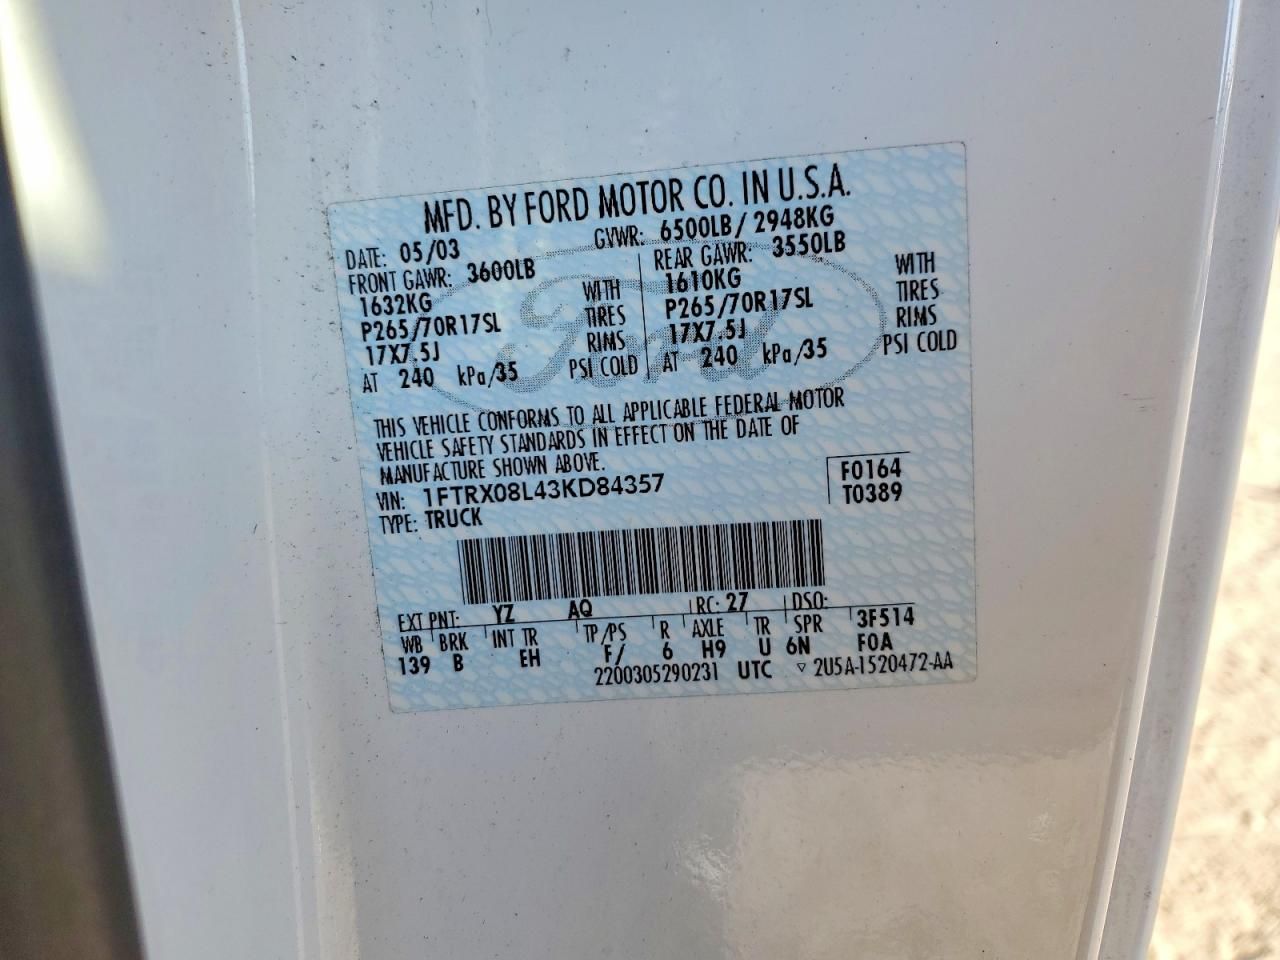 MFD. BY FORD MOTOR CO. IN U.S.A.
DATE: 05/03 GVWR: 6500LB / 2948KG
FRONT GAWR: 3600LB REAR GAWR: 3550LB
1632KG WITH 1610KG WITH
P265/70R17SL TIRES P265/70R17SL TIRES
17X7.5J RIMS 17X7.5J RIMS
AT 240 kPa/35 PSI COLD AT 240 kPa/35 PSI COLD
Ford
THIS VEHICLE CONFORMS TO ALL APPLICABLE FEDERAL MOTOR
VEHICLE SAFETY STANDARDS IN EFFECT ON THE DATE OF
MANUFACTURE SHOWN ABOVE.
VIN: 1FTRX08L43KD84357 F0164
TYPE: TRUCK T0389
EXT PNT: YZ AQ RC: 27 DSO:
WB BRK INT TR TP/PS R AXLE TR SPR 3F514
139 B EH F/ 6 H9 U 6N F0A
2200305290231 UTC ▽ 2U5A-1520472-AA